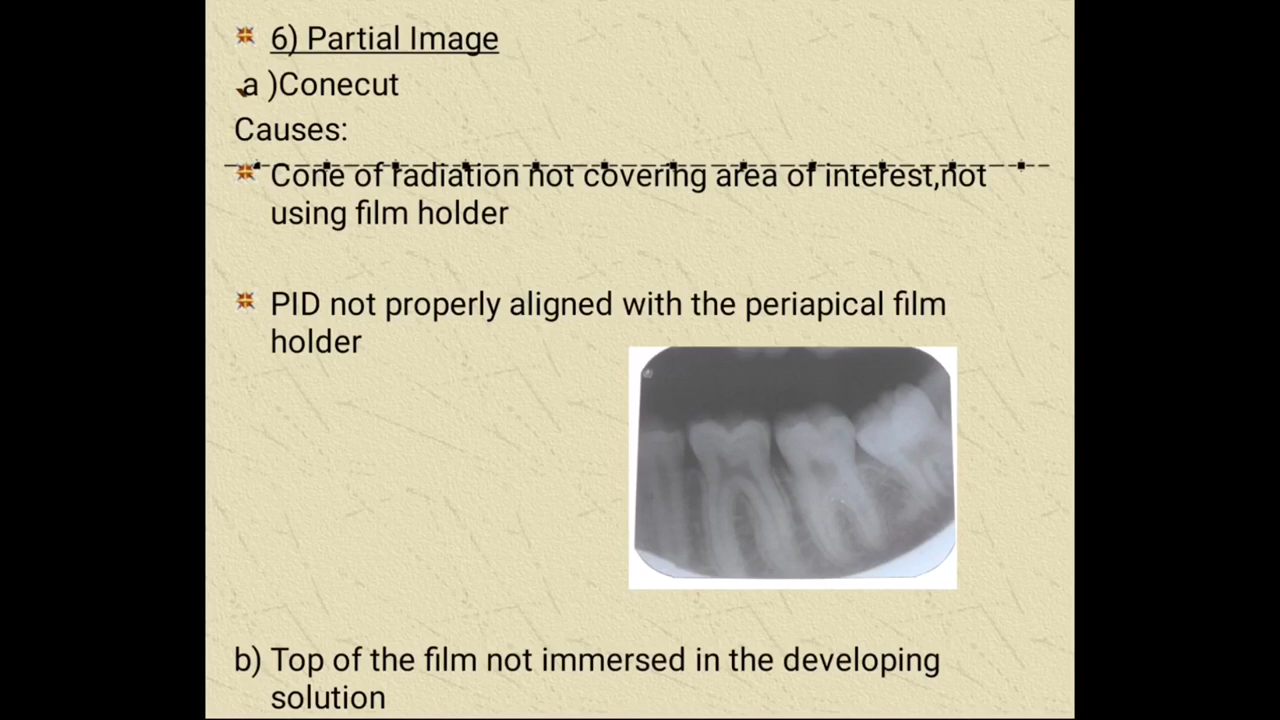 6) Partial Image
a )Conecut
Causes:
Cone of radiation not covering area of interest,not
using film holder
PID not properly aligned with the periapical film
holder
b) Top of the film not immersed in the developing
solution